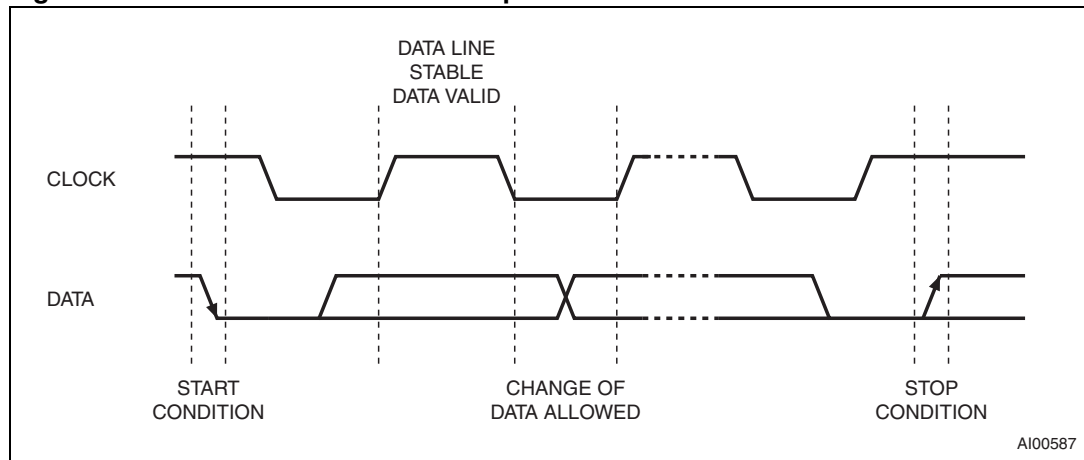 DATA LINE
STABLE
DATA VALID
CLOCK
DATA
START
CONDITION
CHANGE OF
DATA ALLOWED
STOP
CONDITION
AI00587